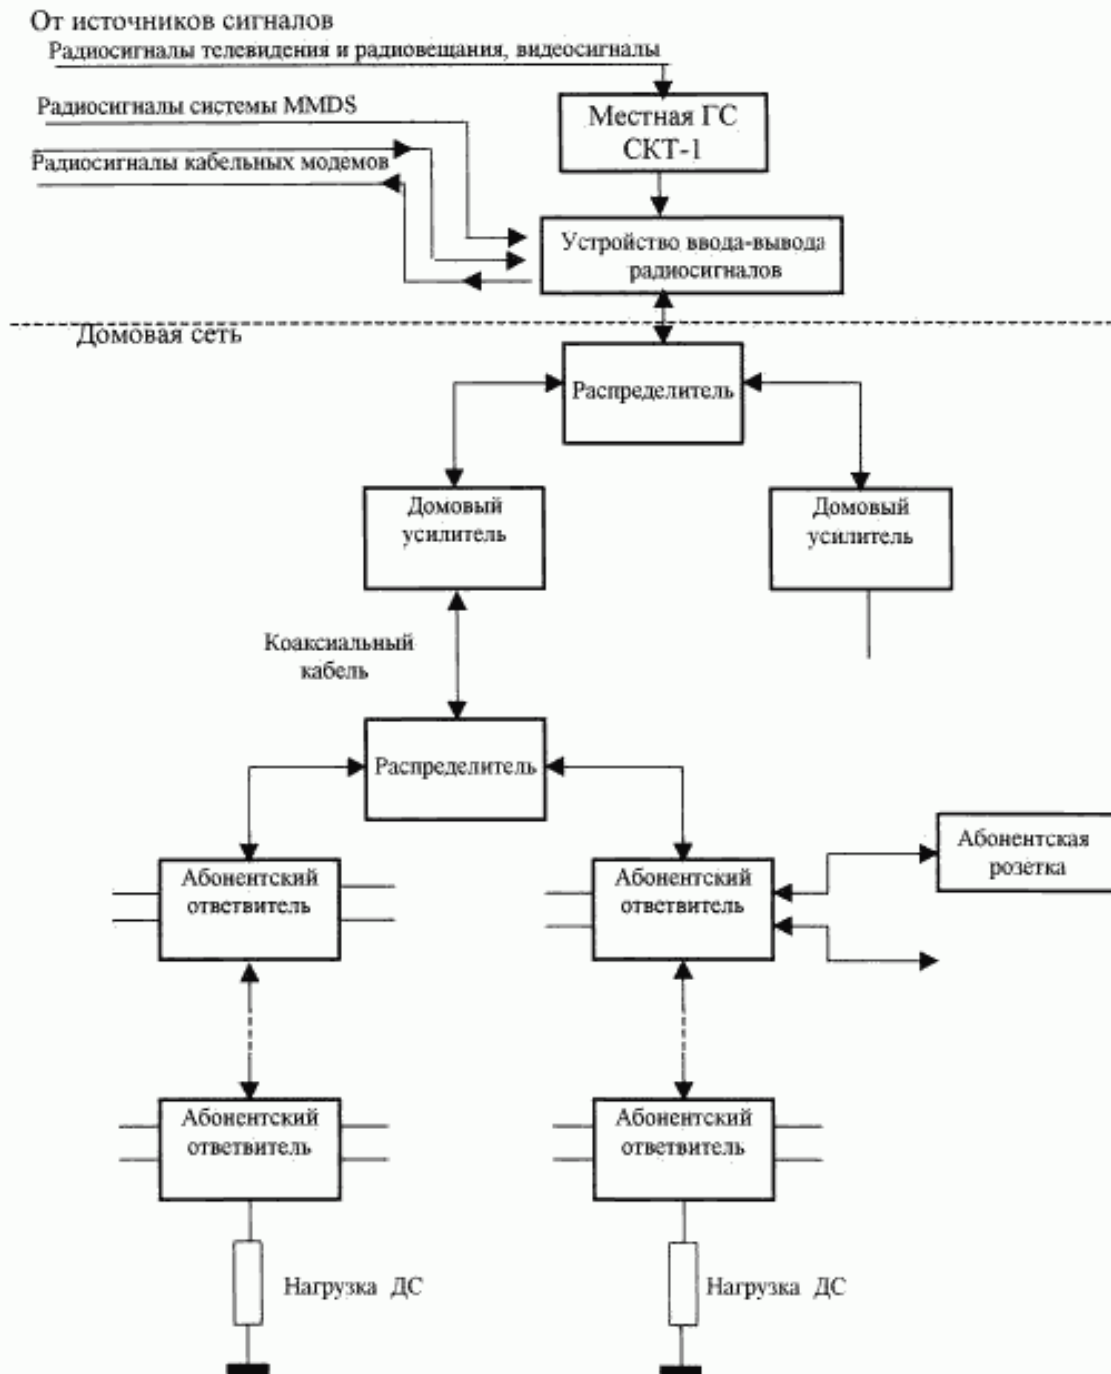 От источников сигналов
Радиосигналы телевидения и радиовещания, видеосигналы
Радиосигналы системы MMDS
Местная ГС
СКТ-1
Радиосигналы кабельных модемов
Устройство ввода-вывода
радиосигналов
Домовая сеть
Распределитель
Домовый
усилитель
Домовый
усилитель
Коаксиальный
кабель
Распределитель
Абонентская
розетка
Абонентский
ответвитель
Абонентский
ответвитель
Абонентский
ответвитель
Абонентский
ответвитель
Нагрузка ДС
Нагрузка ДС